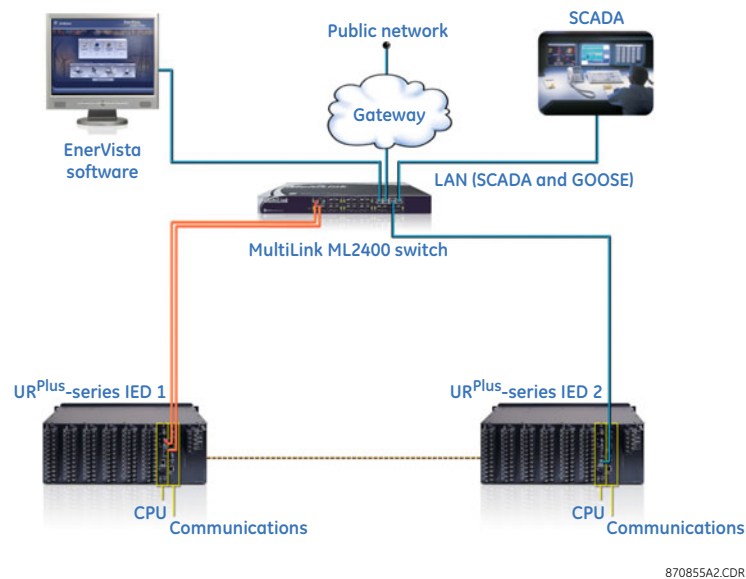 Public network
SCADA
Gateway
EnerVista
software
LAN (SCADA and GOOSE)
MultiLink ML2400 switch
URPlus-series IED 1
URPlus-series IED 2
CPU
Communications
CPU
Communications
870855A2.CDR